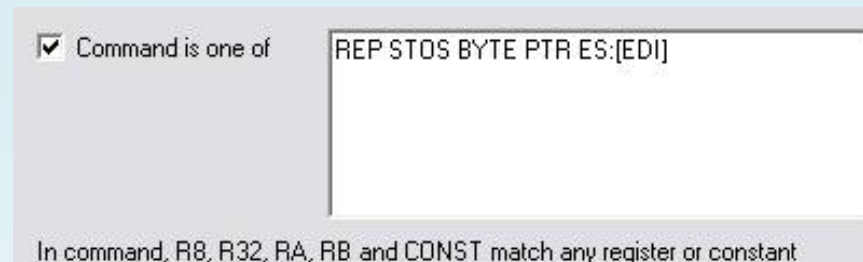 Command is one of
REP STOS BYTE PTR ES:[EDI]
In command, R8, R32, RA, RB and CONST match any register or constant